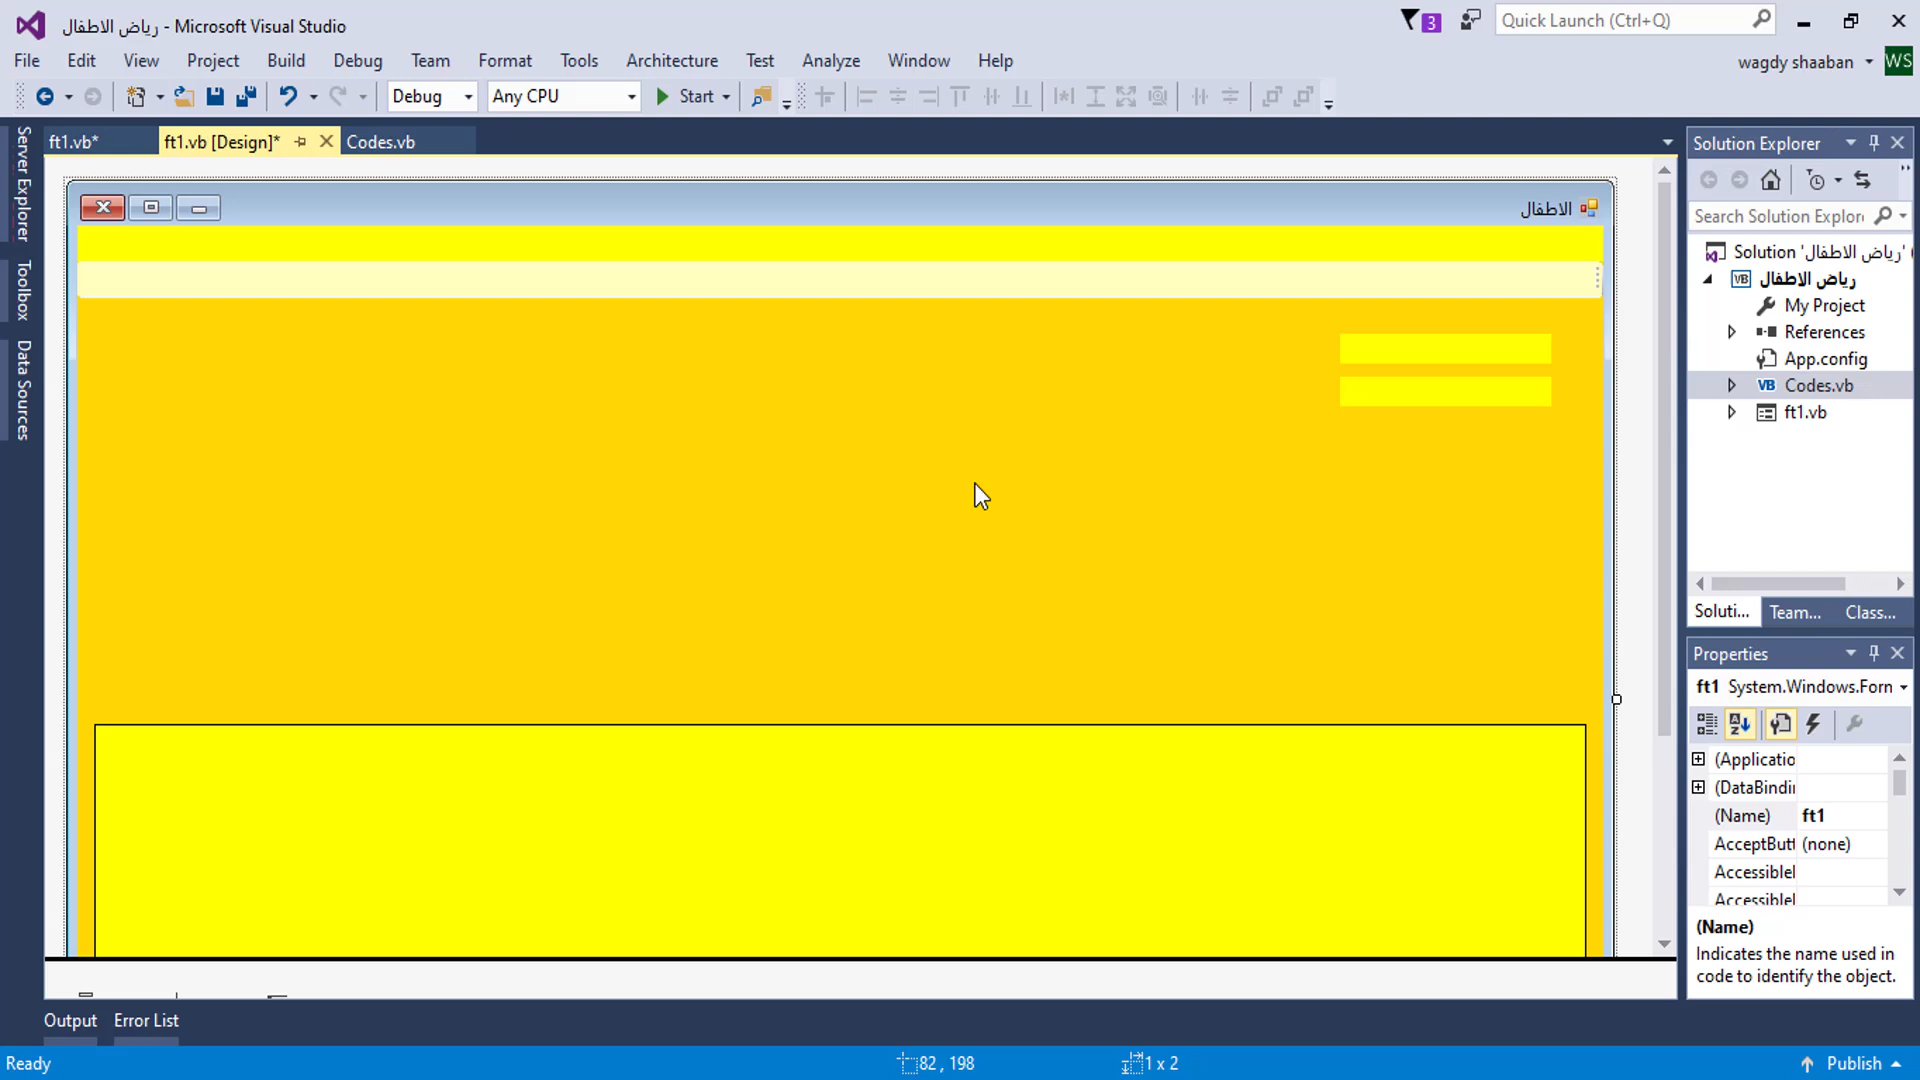 رياض الاطفال - Microsoft Visual Studio
3
Quick Launch (Ctrl+Q)
File Edit View Project Build Debug Team Format Tools Architecture Test Analyze Window Help
wagdy shaaban WS
Debug Any CPU Start
ft1.vb* ft1.vb [Design]* Codes.vb
Server Explorer
Toolbox
Data Sources
الاطفال
Solution Explorer
Search Solution Explor
Solution 'رياض الاطفال' (
رياض الاطفال
My Project
References
App.config
Codes.vb
ft1.vb
Soluti... Team... Class...
Properties
ft1 System.Windows.Forn
(Applicatio
(DataBindi
(Name) ft1
AcceptButt (none)
Accessiblel
Accessiblel
(Name)
Indicates the name used in
code to identify the object.
Output Error List
Ready 82 , 198 1 x 2 Publish